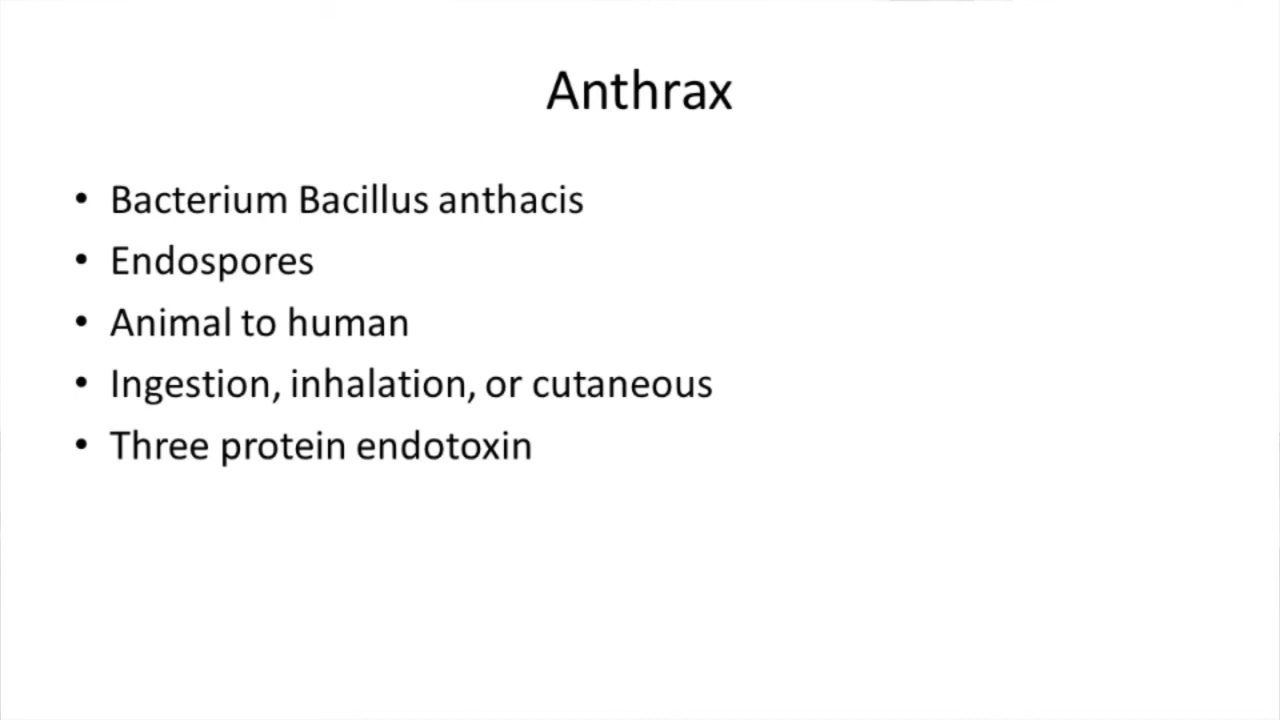 Anthrax
• Bacterium Bacillus anthacis
• Endospores
• Animal to human
• Ingestion, inhalation, or cutaneous
• Three protein endotoxin